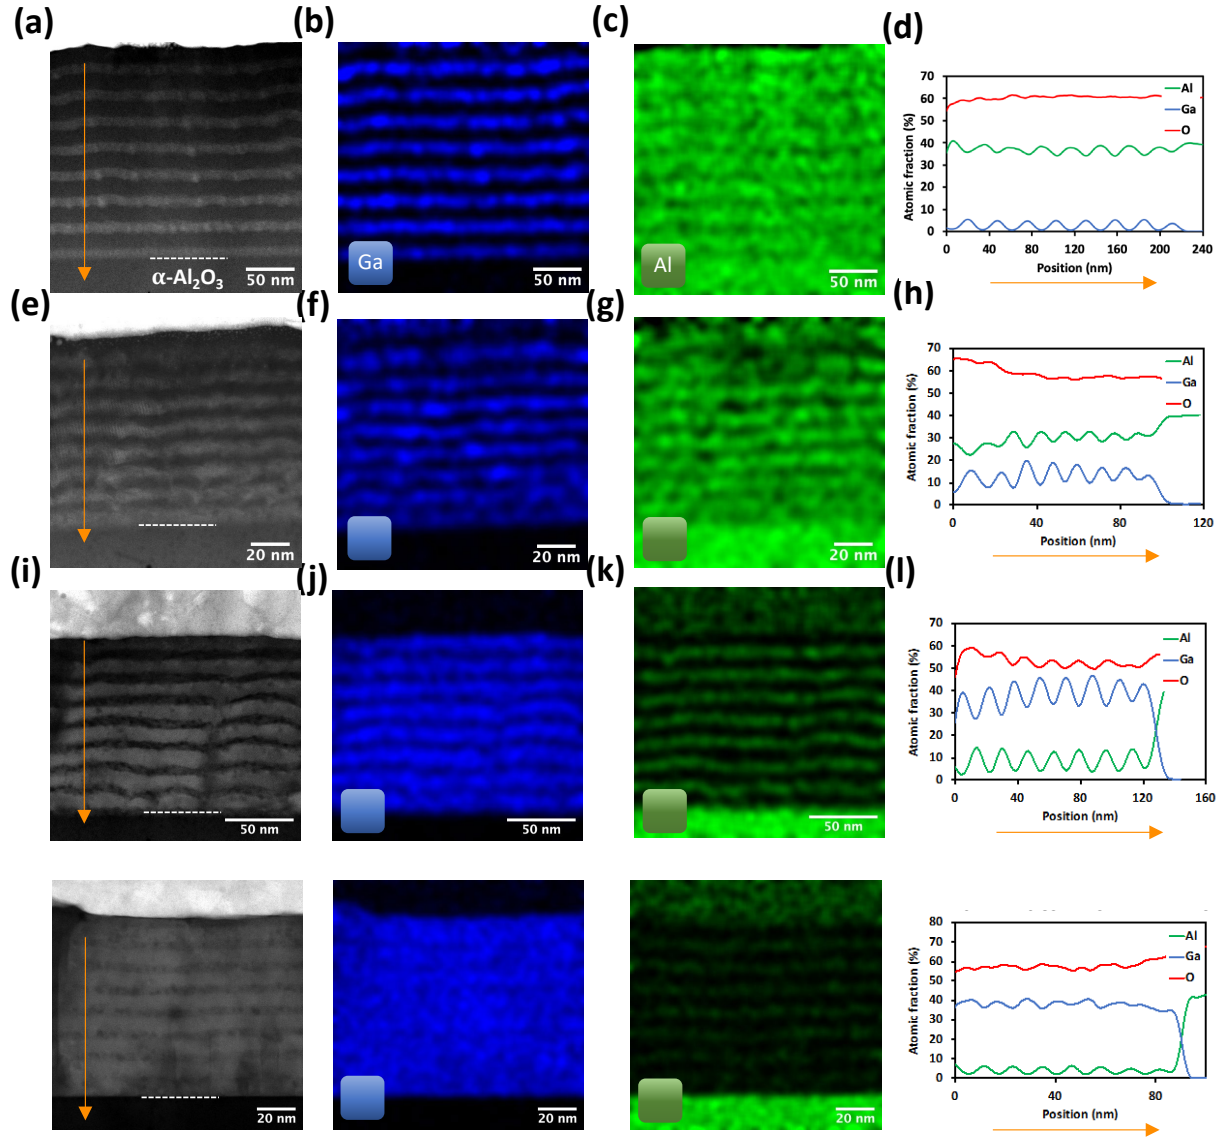 (a)
(b)
(c)
(d)
α-Al₂O₃
50 nm
Ga
50 nm
Al
50 nm
70
60
50
40
30
20
10
0
Atomic fraction (%)
Al
Ga
O
0 40 80 120 160 200 240
Position (nm)
(e)
(f)
(g)
(h)
20 nm
20 nm
20 nm
70
60
50
40
30
20
10
0
Atomic fraction (%)
Al
Ga
O
0 40 80 120
Position (nm)
(i)
(j)
(k)
(l)
50 nm
50 nm
50 nm
70
60
50
40
30
20
10
0
Atomic fraction (%)
Al
Ga
O
0 40 80 120 160
Position (nm)
20 nm
20 nm
20 nm
80
70
60
50
40
30
20
10
0
Atomic fraction (%)
Al
Ga
O
0 40 80
Position (nm)